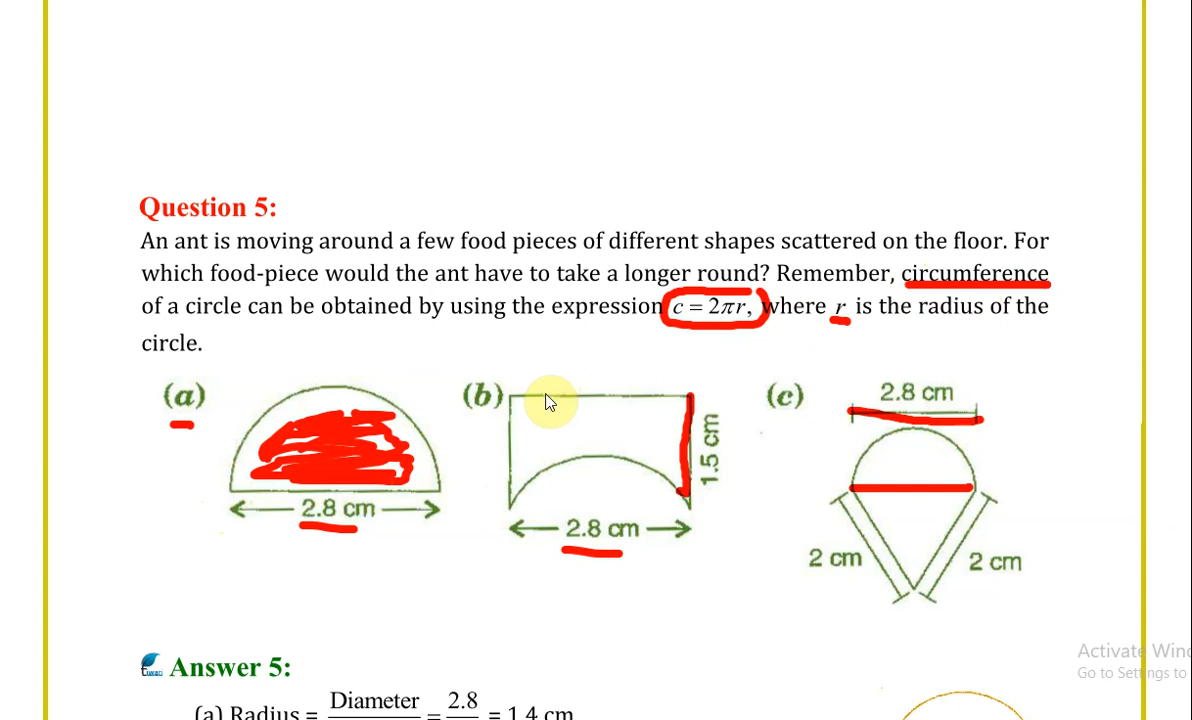 Question 5:
An ant is moving around a few food pieces of different shapes scattered on the floor. For
which food-piece would the ant have to take a longer round? Remember, circumference
of a circle can be obtained by using the expression c = 2πr, where r is the radius of the
circle.
(a) (b) (c) 2.8 cm
1.5 cm
2.8 cm
2.8 cm
2 cm 2 cm
Answer 5:
(a) Radius = Diameter = 2.8 = 1.4 cm
Activate Win
Go to Settings to